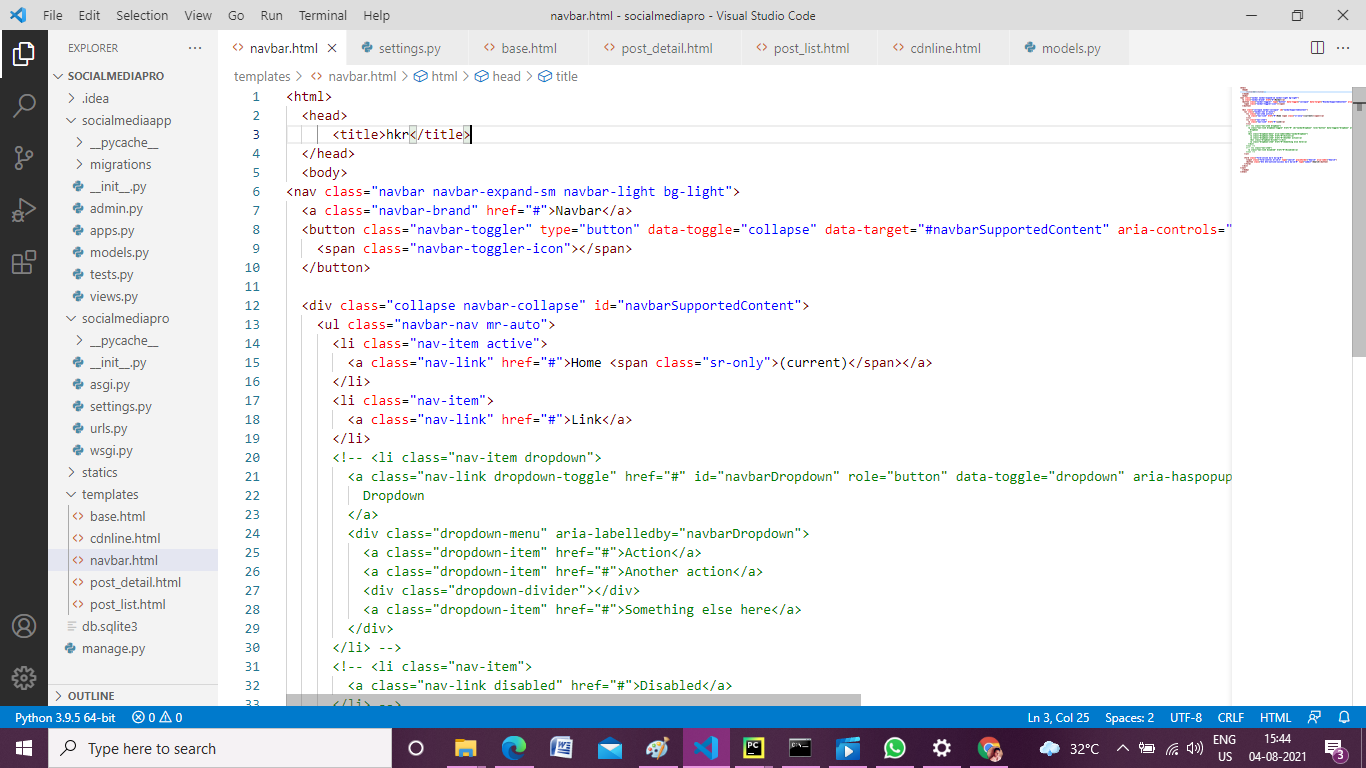 File Edit Selection View Go Run Terminal Help
navbar.html - socialmediapro - Visual Studio Code
EXPLORER
navbar.html settings.py base.html post_detail.html post_list.html cdnline.html models.py
templates > navbar.html > html > head > title
SOCIALMEDIAPRO
.idea
socialmediaapp
__pycache__
migrations
__init__.py
admin.py
apps.py
models.py
tests.py
views.py
socialmediapro
__pycache__
__init__.py
asgi.py
settings.py
urls.py
wsgi.py
statics
templates
base.html
cdnline.html
navbar.html
post_detail.html
post_list.html
db.sqlite3
manage.py
OUTLINE
1 <html>
2 <head>
3 <title>hkr</title>
4 </head>
5 <body>
6 <nav class="navbar navbar-expand-sm navbar-light bg-light">
7 <a class="navbar-brand" href="#">Navbar</a>
8 <button class="navbar-toggler" type="button" data-toggle="collapse" data-target="#navbarSupportedContent" aria-controls="
9 <span class="navbar-toggler-icon"></span>
10 </button>
11
12 <div class="collapse navbar-collapse" id="navbarSupportedContent">
13 <ul class="navbar-nav mr-auto">
14 <li class="nav-item active">
15 <a class="nav-link" href="#">Home <span class="sr-only">(current)</span></a>
16 </li>
17 <li class="nav-item">
18 <a class="nav-link" href="#">Link</a>
19 </li>
20 <!-- <li class="nav-item dropdown">
21 <a class="nav-link dropdown-toggle" href="#" id="navbarDropdown" role="button" data-toggle="dropdown" aria-haspopup
22 Dropdown
23 </a>
24 <div class="dropdown-menu" aria-labelledby="navbarDropdown">
25 <a class="dropdown-item" href="#">Action</a>
26 <a class="dropdown-item" href="#">Another action</a>
27 <div class="dropdown-divider"></div>
28 <a class="dropdown-item" href="#">Something else here</a>
29 </div>
30 </li> -->
31 <!-- <li class="nav-item">
32 <a class="nav-link disabled" href="#">Disabled</a>
33 </li> -->
Python 3.9.5 64-bit 0 0 Ln 3, Col 25 Spaces: 2 UTF-8 CRLF HTML
Type here to search
32°C
ENG
US
15:44
04-08-2021
3